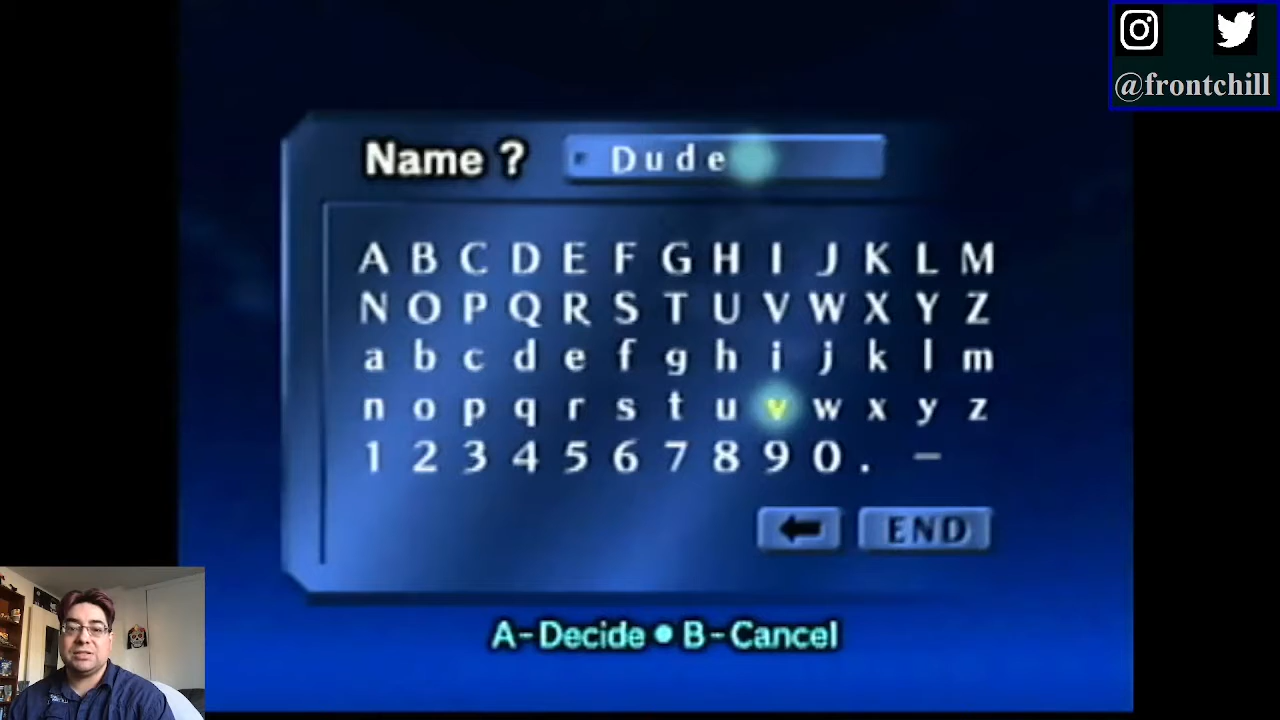 @frontchill
Name ? Dude
A B C D E F G H I J K L M
N O P Q R S T U V W X Y Z
a b c d e f g h i j k l m
n o p q r s t u v w x y z
1 2 3 4 5 6 7 8 9 0 . -
END
A-Decide • B-Cancel